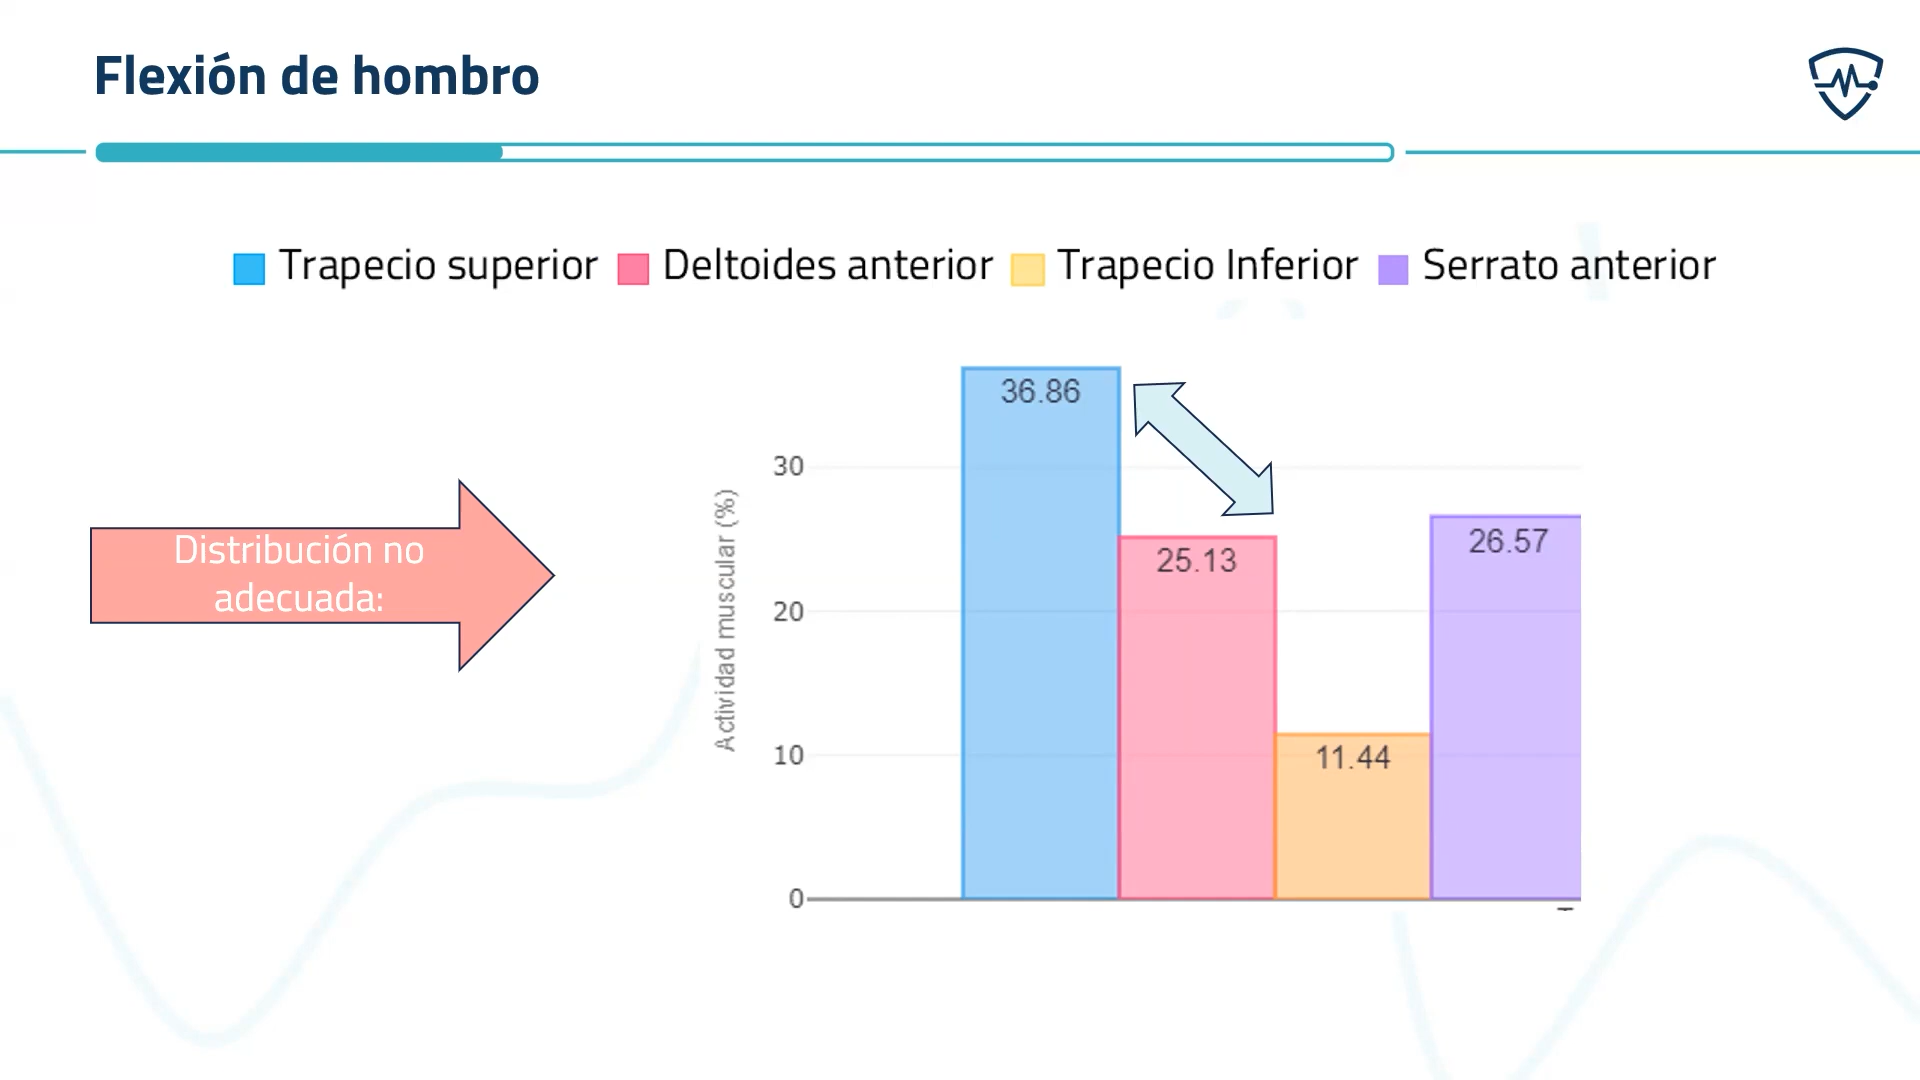 Flexión de hombro
Trapecio superior Deltoides anterior Trapecio Inferior Serrato anterior
36.86
30
Distribución no
adecuada:
Actividad muscular (%)
25.13
26.57
20
10
11.44
0